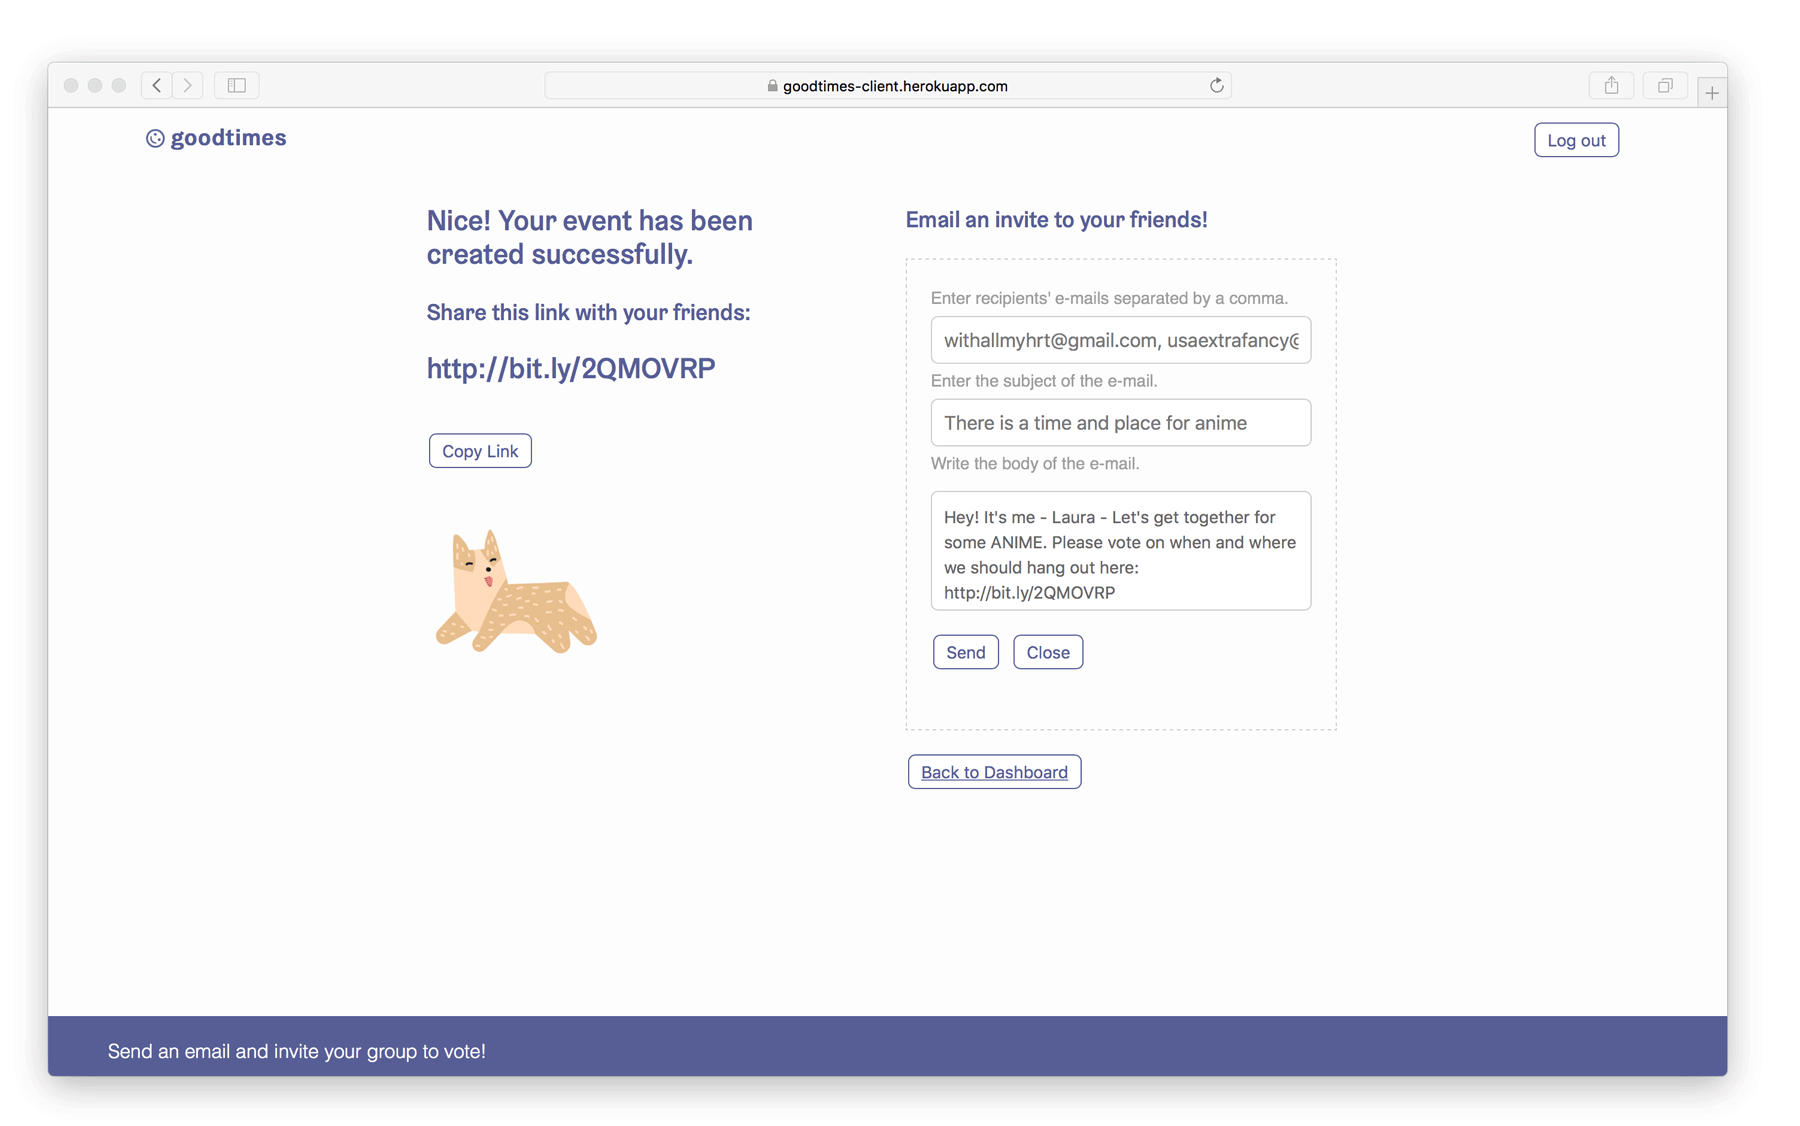 goodtimes-client.herokuapp.com
goodtimes
Log out
Nice! Your event has been
created successfully.
Share this link with your friends:
http://bit.ly/2QMOVRP
Copy Link
Email an invite to your friends!
Enter recipients' e-mails separated by a comma.
withallmyhrt@gmail.com, usaextrafancy@
Enter the subject of the e-mail.
There is a time and place for anime
Write the body of the e-mail.
Hey! It's me - Laura - Let's get together for
some ANIME. Please vote on when and where
we should hang out here:
http://bit.ly/2QMOVRP
Send
Close
Back to Dashboard
Send an email and invite your group to vote!